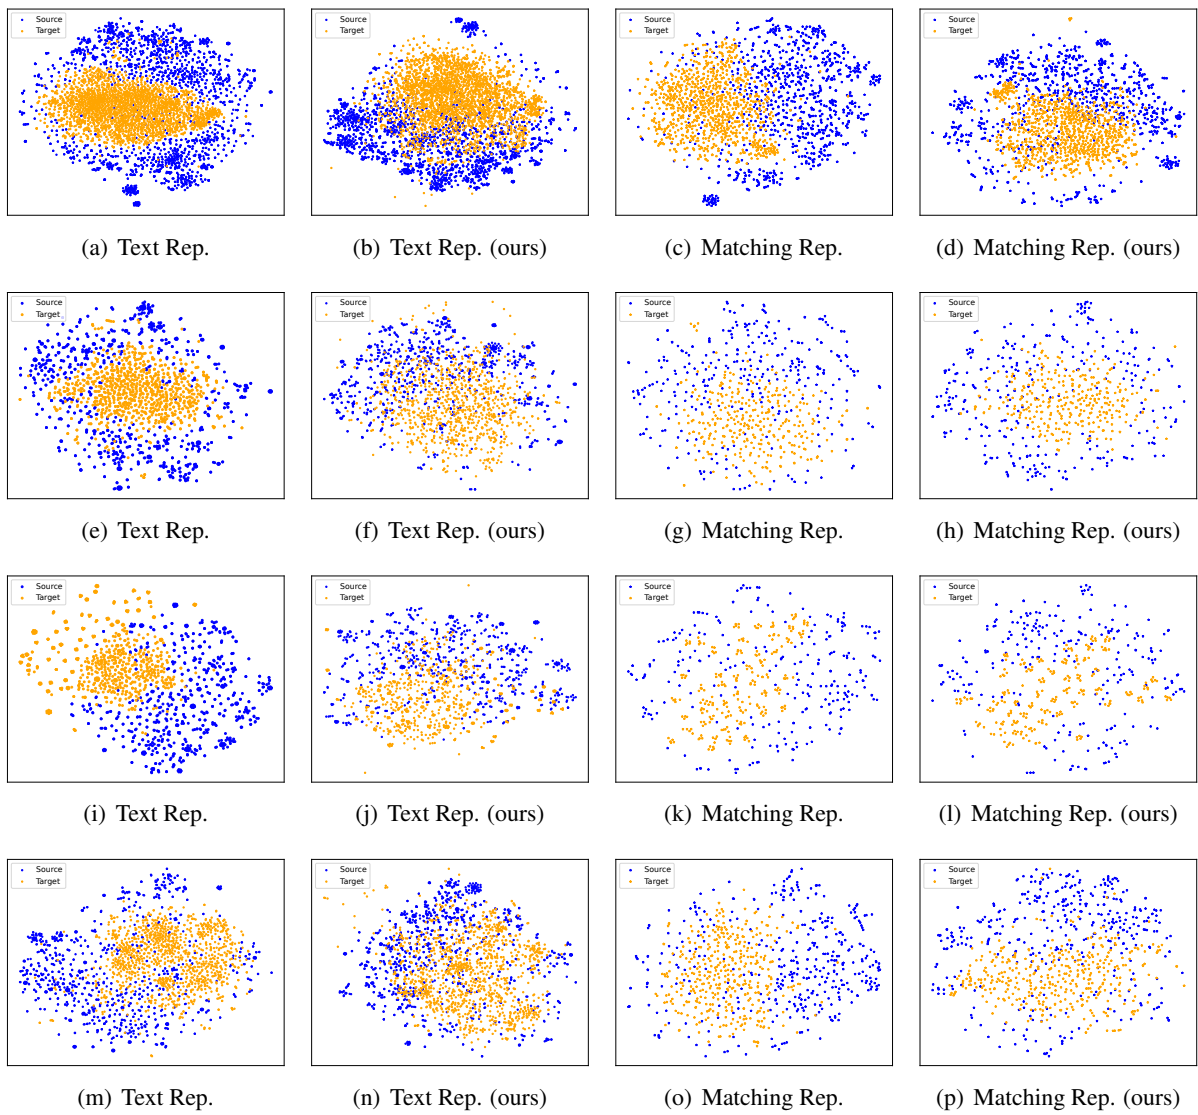 Source
Target
Source
Target
Source
Target
Source
Target
(a) Text Rep.
(b) Text Rep. (ours)
(c) Matching Rep.
(d) Matching Rep. (ours)
Source
Target
Source
Target
Source
Target
Source
Target
(e) Text Rep.
(f) Text Rep. (ours)
(g) Matching Rep.
(h) Matching Rep. (ours)
Source
Target
Source
Target
Source
Target
Source
Target
(i) Text Rep.
(j) Text Rep. (ours)
(k) Matching Rep.
(l) Matching Rep. (ours)
Source
Target
Source
Target
Source
Target
Source
Target
(m) Text Rep.
(n) Text Rep. (ours)
(o) Matching Rep.
(p) Matching Rep. (ours)